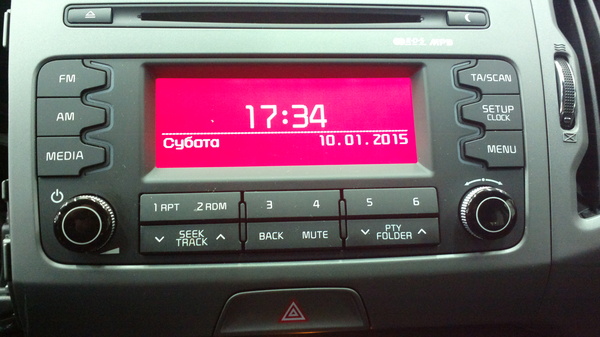 FM
AM
MEDIA
17:34
Субота 10.01.2015
TA/SCAN
SETUP
CLOCK
MENU
1 RPT 2 RDM 3 4 5 6
SEEK
TRACK
BACK MUTE
PTY
FOLDER